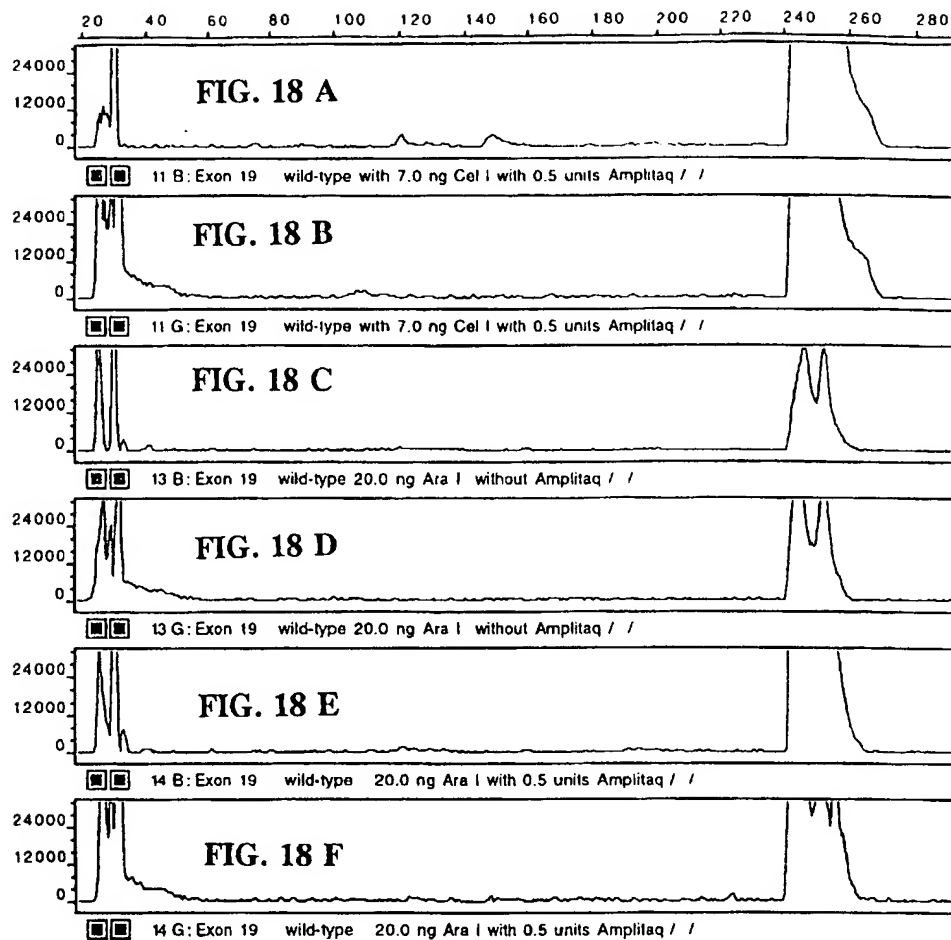 20 40 60 80 100 120 140 160 180 200 220 240 260 280
24000
12000
0
FIG. 18 A
11 B: Exon 19 wild-type with 7.0 ng Cel I with 0.5 units Amplitaq / /
24000
12000
0
FIG. 18 B
11 G: Exon 19 wild-type with 7.0 ng Cel I with 0.5 units Amplitaq / /
24000
12000
0
FIG. 18 C
13 B: Exon 19 wild-type 20.0 ng Ara I without Amplitaq / /
24000
12000
0
FIG. 18 D
13 G: Exon 19 wild-type 20.0 ng Ara I without Amplitaq / /
24000
12000
0
FIG. 18 E
14 B: Exon 19 wild-type 20.0 ng Ara I with 0.5 units Amplitaq / /
24000
12000
0
FIG. 18 F
14 G: Exon 19 wild-type 20.0 ng Ara I with 0.5 units Amplitaq / /